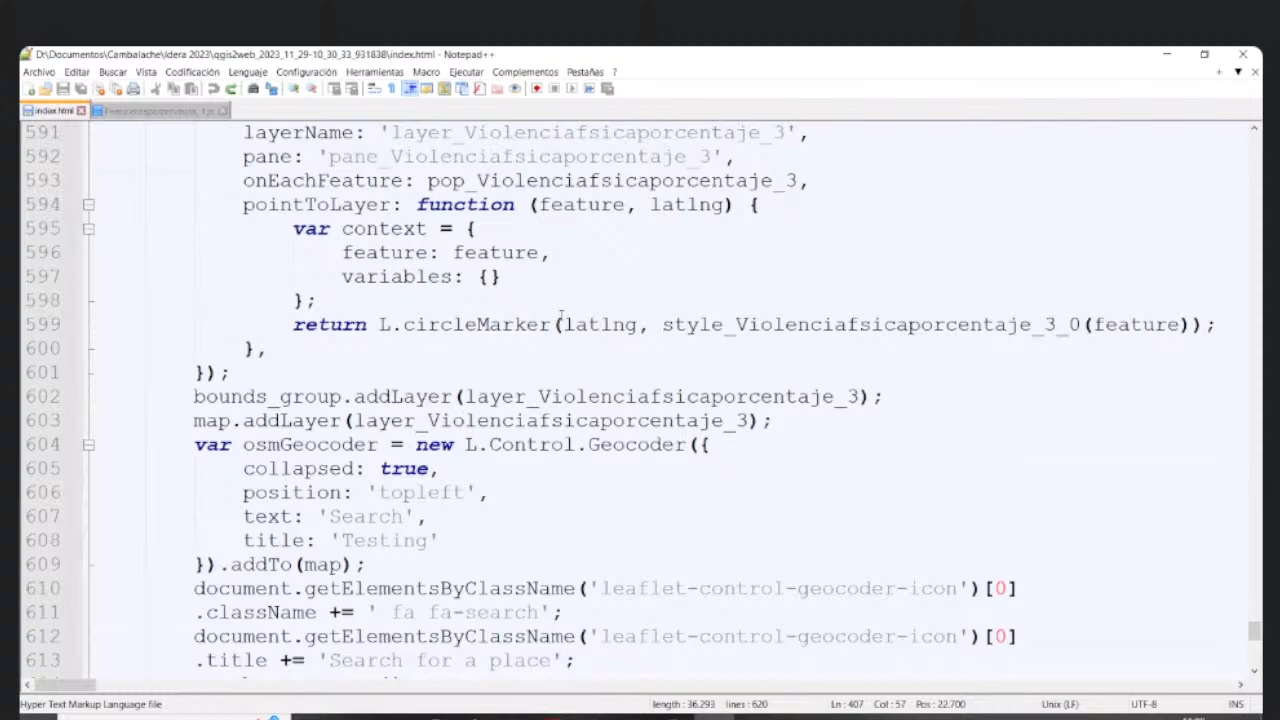 D:\Documentos\Cambalache\Idera 2023\qgis2web_2023_11_29-10_30_33_931838\index.html - Notepad++
Archivo Editar Buscar Vista Codificación Lenguaje Configuración Herramientas Macro Ejecutar Complementos Pestañas ?
index.html
591 layerName: 'layer_Violenciafsicaporcentaje_3',
592 pane: 'pane_Violenciafsicaporcentaje_3',
593 onEachFeature: pop_Violenciafsicaporcentaje_3,
594 pointToLayer: function (feature, latlng) {
595 var context = {
596 feature: feature,
597 variables: {}
598 };
599 return L.circleMarker(latlng, style_Violenciafsicaporcentaje_3_0(feature));
600 },
601 });
602 bounds_group.addLayer(layer_Violenciafsicaporcentaje_3);
603 map.addLayer(layer_Violenciafsicaporcentaje_3);
604 var osmGeocoder = new L.Control.Geocoder({
605 collapsed: true,
606 position: 'topleft',
607 text: 'Search',
608 title: 'Testing'
609 }).addTo(map);
610 document.getElementsByClassName('leaflet-control-geocoder-icon')[0]
611 .className += ' fa fa-search';
612 document.getElementsByClassName('leaflet-control-geocoder-icon')[0]
613 .title += 'Search for a place';
Hyper Text Markup Language file length : 36.293 lines : 620 Ln : 407 Col : 57 Pos : 22.700 Unix (LF) UTF-8 INS